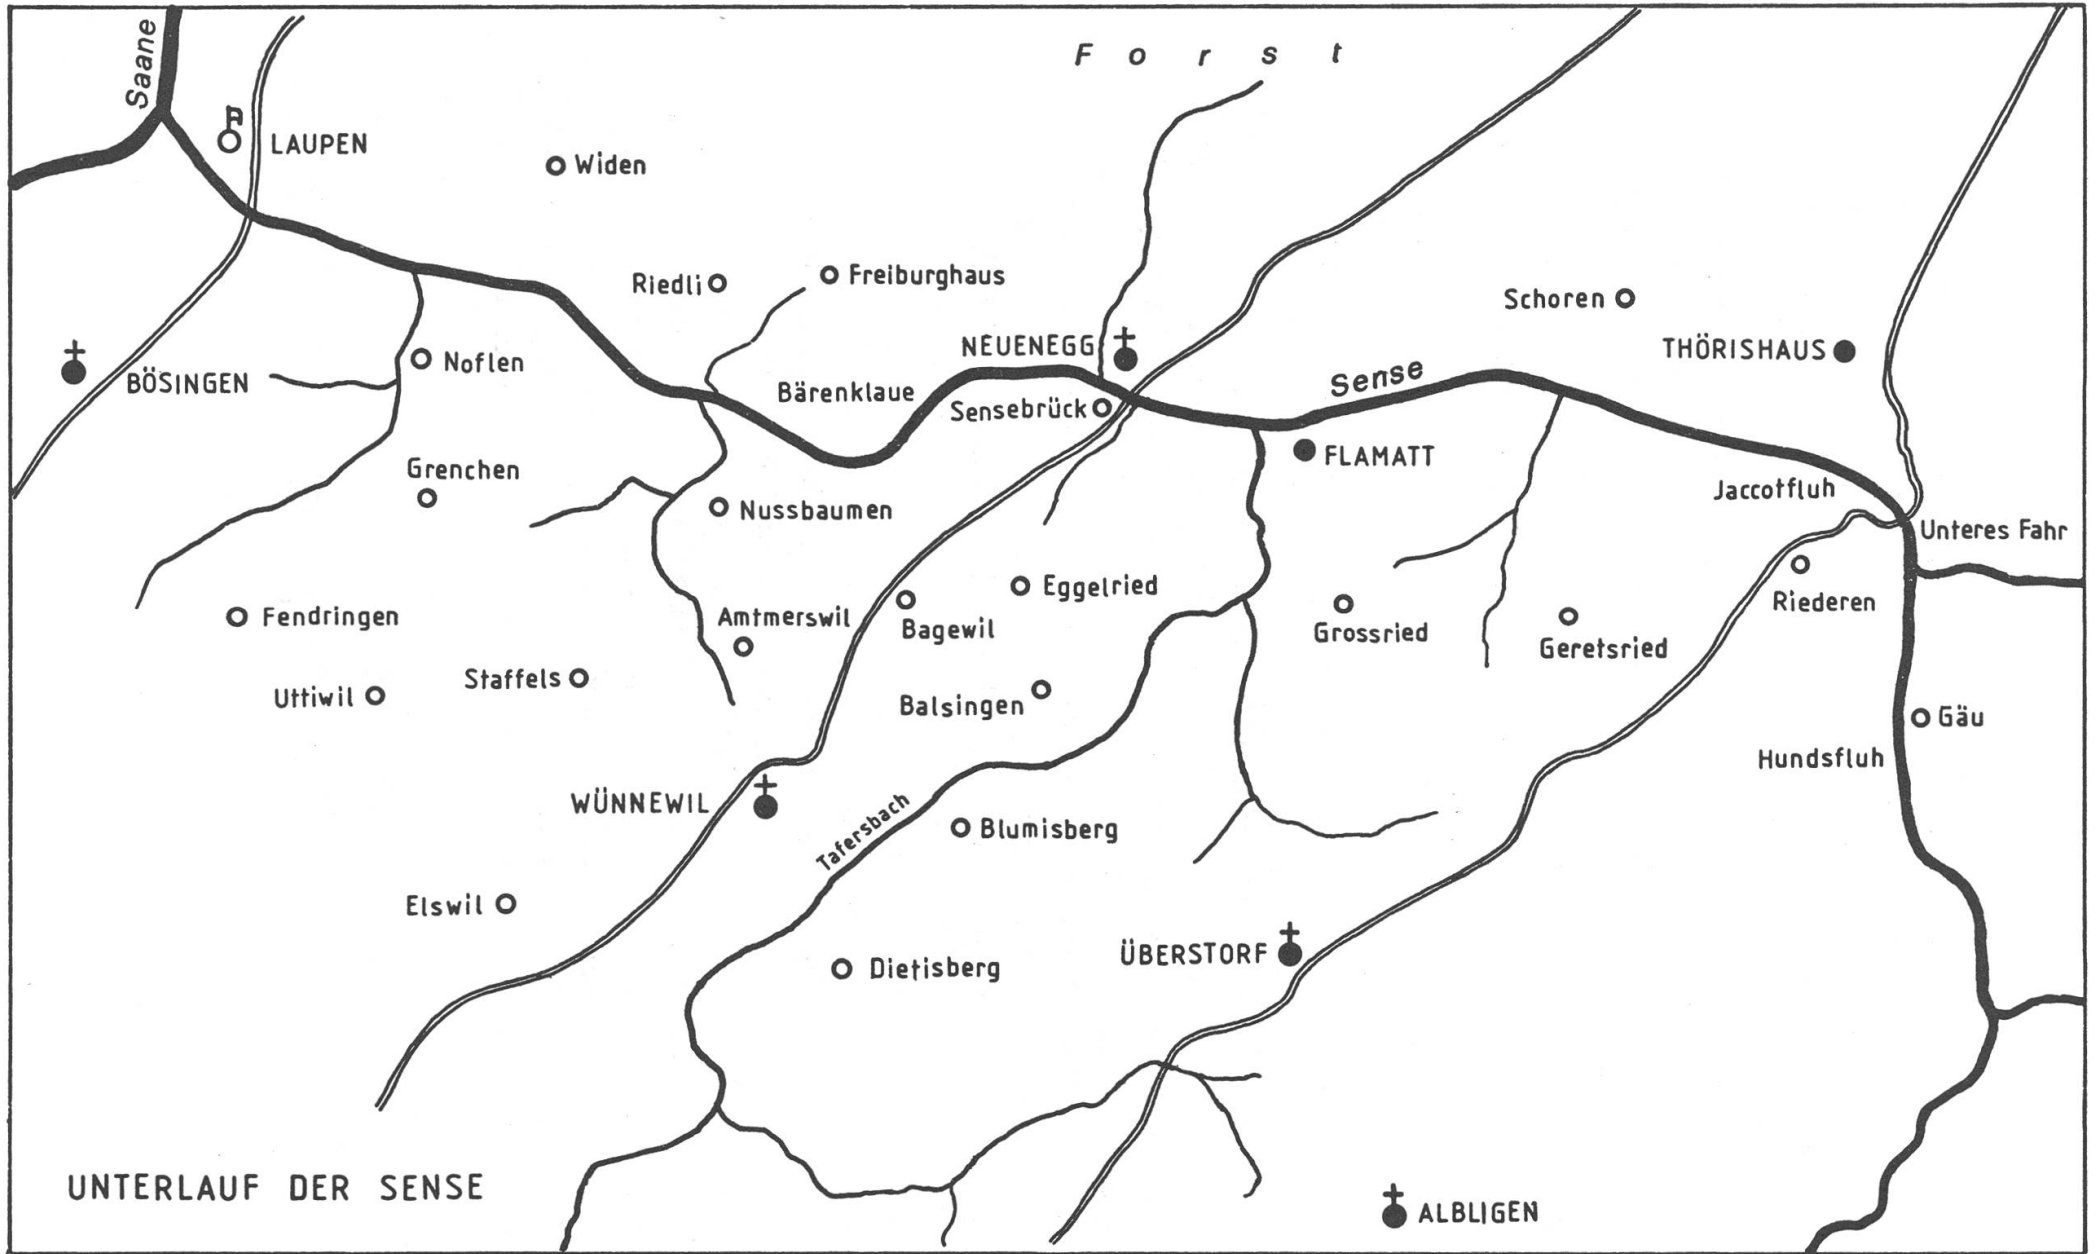 Saane
Forst
LAUPEN
Widen
Riedli
Freiburghaus
Schoren
NEUENEGG
THÖRISHAUS
BÖSINGEN
Noflen
Bärenklaue
Sensebrück
Sense
Grenchen
FLAMATT
Jaccotfluh
Nussbaumen
Unteres Fahr
Fendringen
Amtmerswil
Bagewil
Eggelried
Grossried
Geretsried
Riederen
Uttiwil
Staffels
Balsingen
Gäu
Hundsfluh
WÜNNEWIL
Tafersbach
Blumisberg
Elswil
Dietisberg
ÜBERSTORF
UNTERLAUF DER SENSE
ALBLIGEN